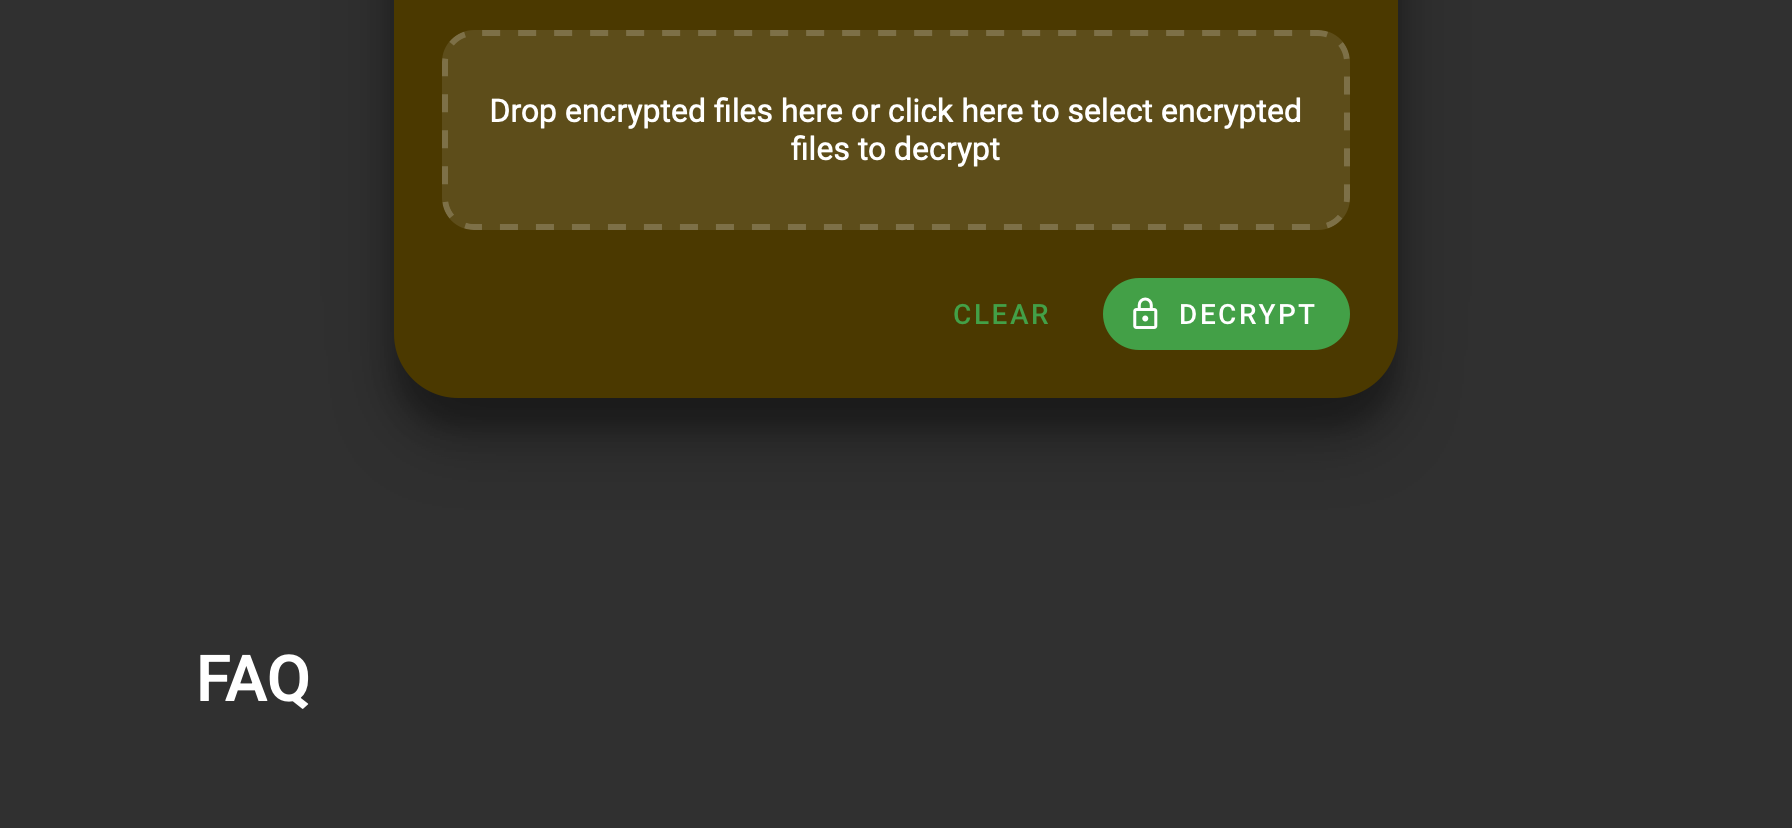 Drop encrypted files here or click here to select encrypted
files to decrypt
CLEAR
DECRYPT
FAQ